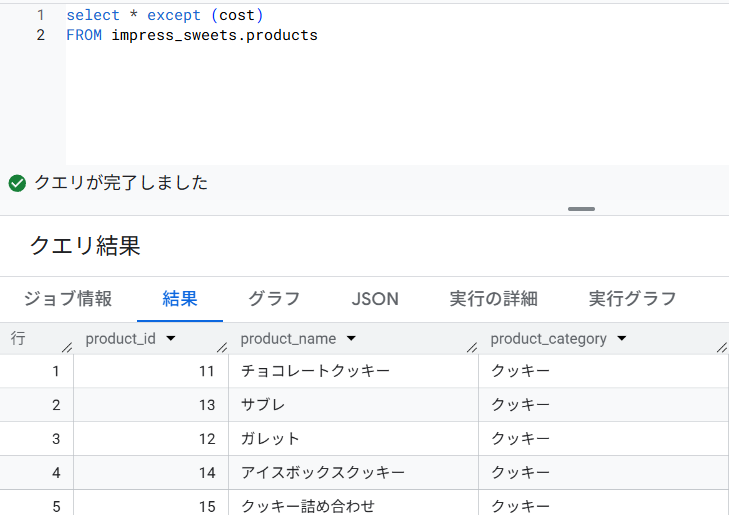 1 select * except (cost)
2 FROM impress_sweets.products
クエリが完了しました
クエリ結果
ジョブ情報 結果 グラフ JSON 実行の詳細 実行グラフ
行 product_id product_name product_category
1 11 チョコレートクッキー クッキー
2 13 サブレ クッキー
3 12 ガレット クッキー
4 14 アイスボックスクッキー クッキー
5 15 クッキー詰め合わせ クッキー